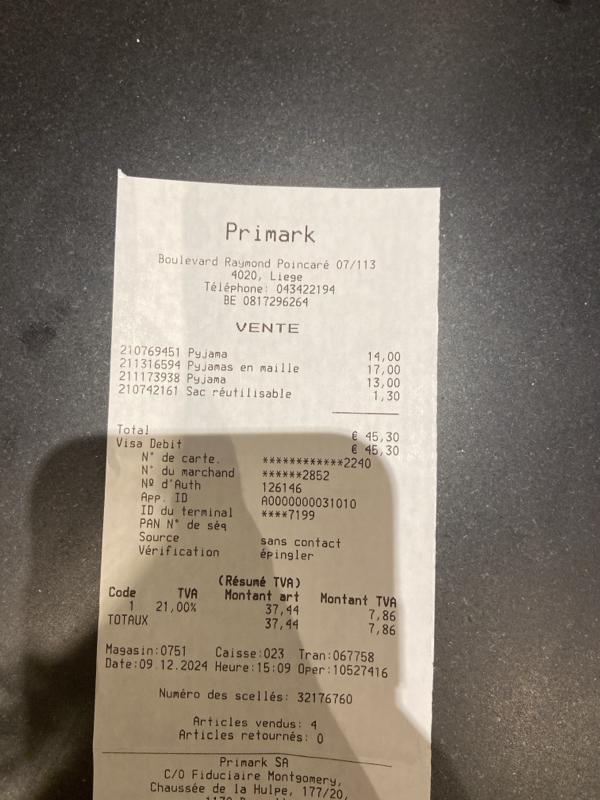 Primark
Boulevard Raymond Poincaré 07/113
4020, Liege
Téléphone: 043422194
BE 0817296264
VENTE
210769451 Pyjama 14,00
211316594 Pyjamas en maille 17,00
211173938 Pyjama 13,00
210742161 Sac réutilisable 1,30
Total € 45,30
Visa Debit € 45,30
N° de carte. ************2240
N° du marchand ******2852
Nº d'Auth 126146
App. ID A0000000031010
ID du terminal ****7199
PAN N° de séq
Source sans contact
Vérification épingler
(Résumé TVA)
Code TVA Montant art Montant TVA
1 21,00% 37,44 7,86
TOTAUX 37,44 7,86
Magasin:0751 Caisse:023 Tran:067758
Date:09.12.2024 Heure:15:09 Oper:10527416
Numéro des scellés: 32176760
Articles vendus: 4
Articles retournés: 0
Primark SA
C/O Fiduciaire Montgomery,
Chaussée de la Hulpe, 177/20,